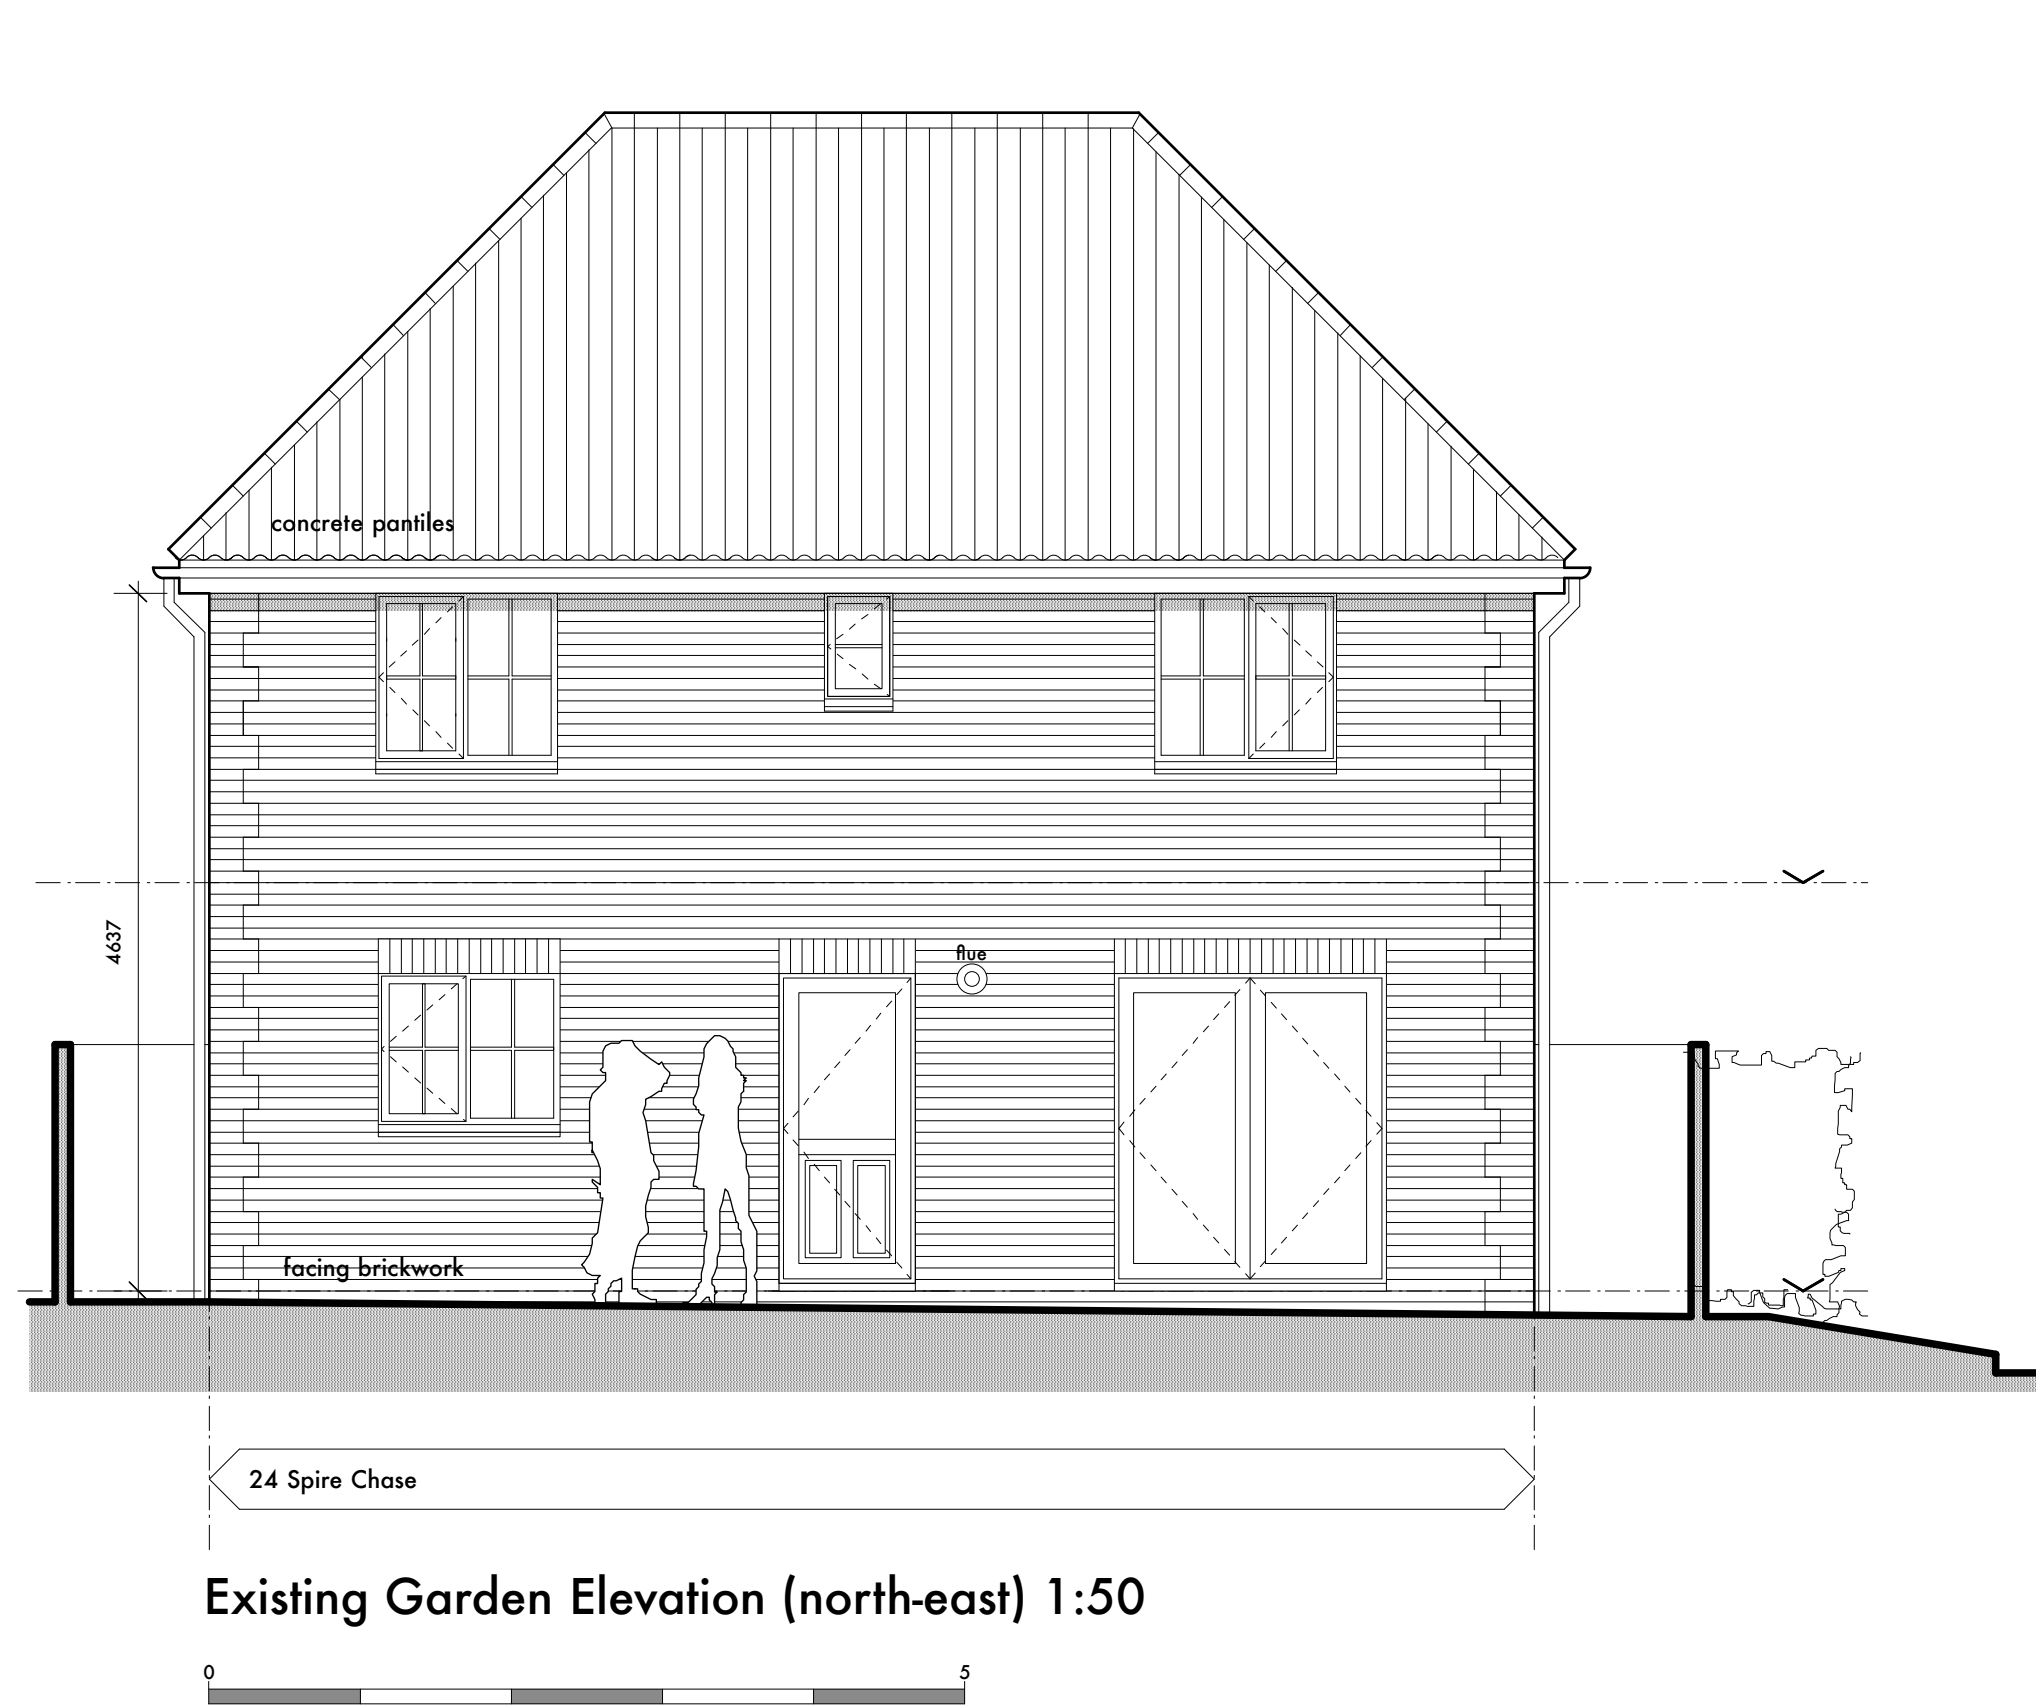 concrete pantiles
4637
flue
facing brickwork
24 Spire Chase
Existing Garden Elevation (north-east) 1:50
0 5